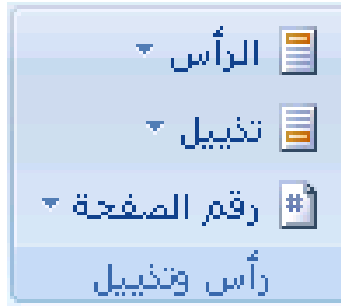 الرأس
تذييل
رقم الصفحة
#
رأس وتذييل